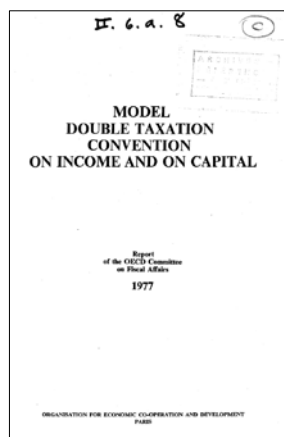 II. 6. a. 8
C
MODEL
DOUBLE TAXATION
CONVENTION
ON INCOME AND ON CAPITAL
Report
of the OECD Committee
on Fiscal Affairs
1977
ORGANISATION FOR ECONOMIC CO-OPERATION AND DEVELOPMENT
PARIS